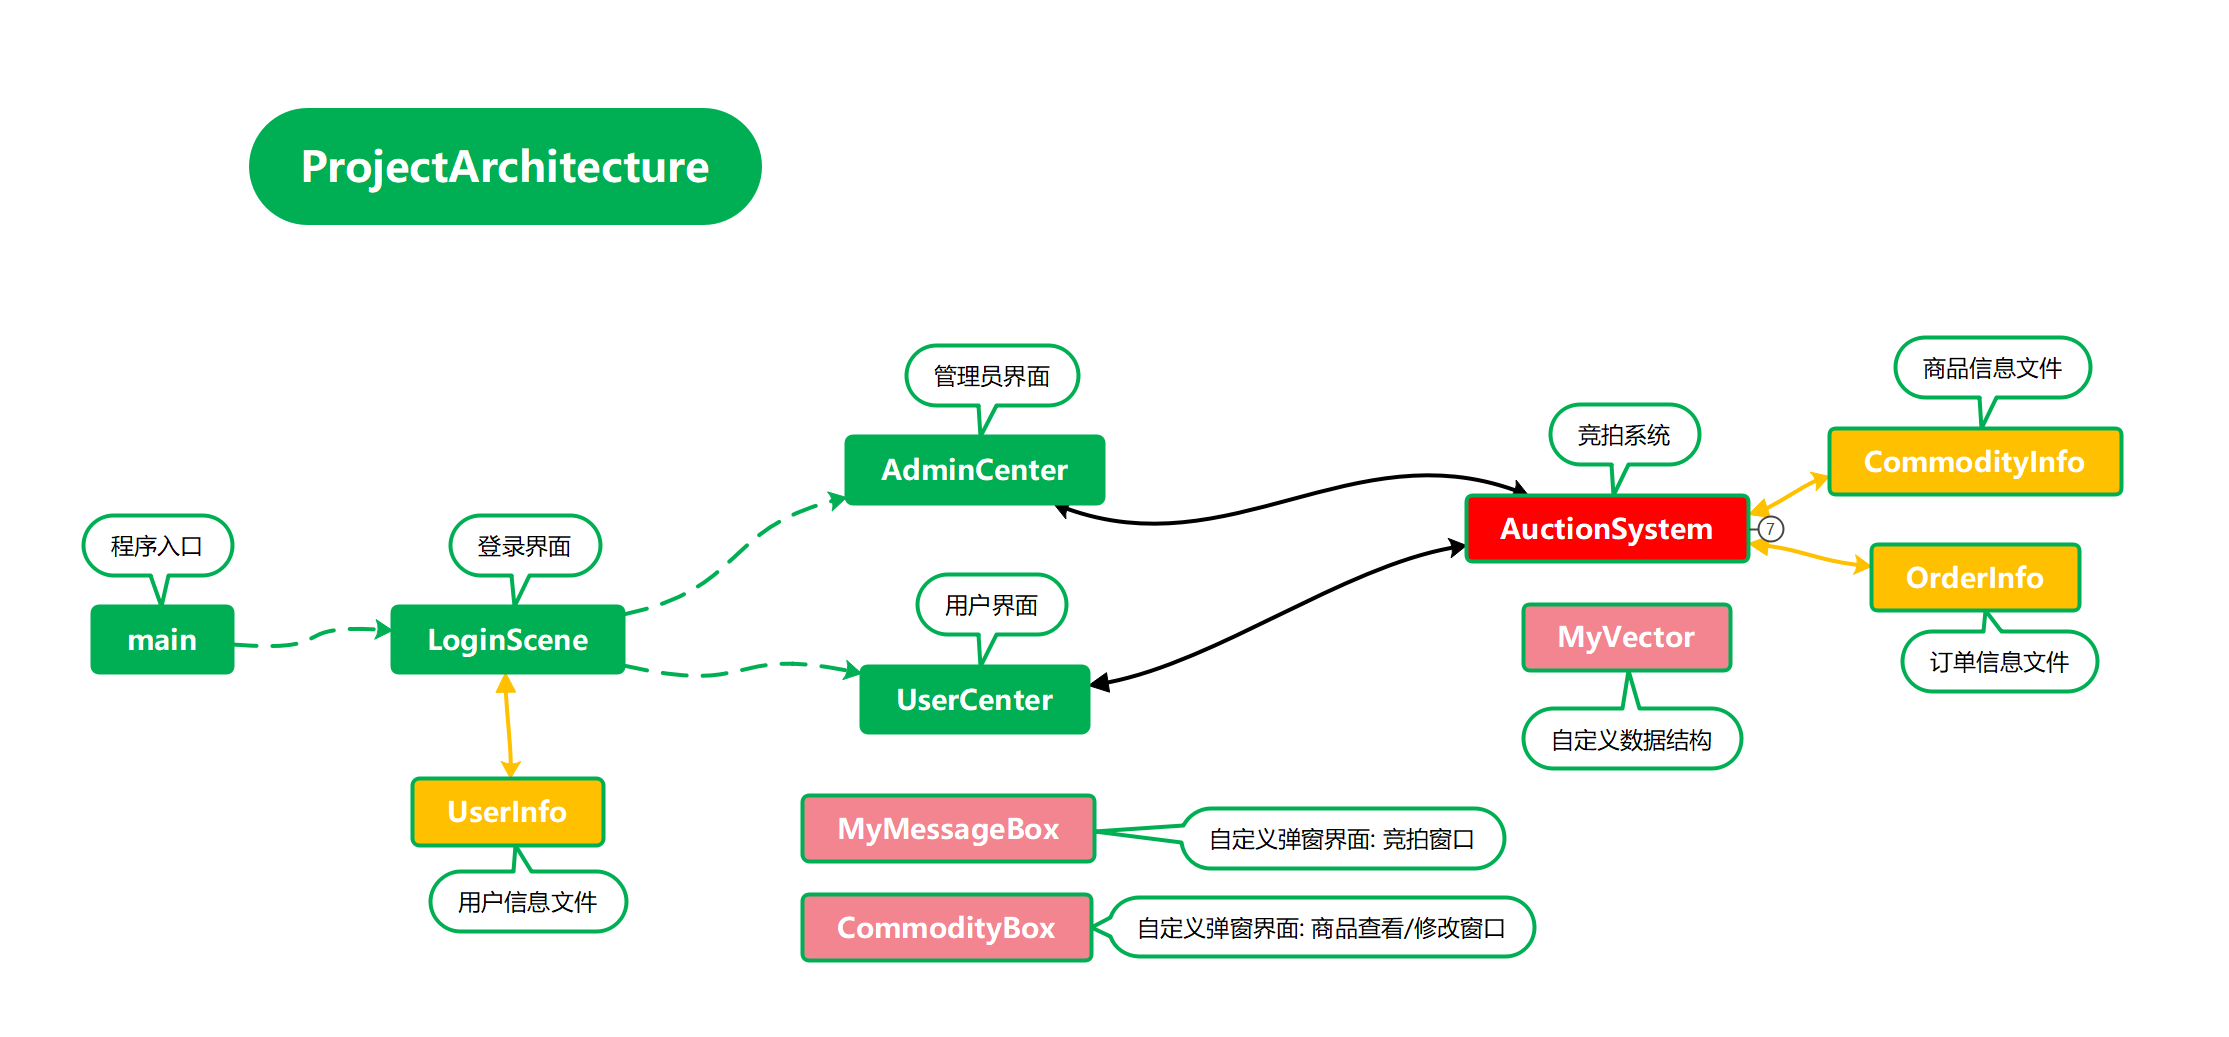 ProjectArchitecture
程序入口
main
登录界面
LoginScene
UserInfo
用户信息文件
管理员界面
AdminCenter
用户界面
UserCenter
MyMessageBox
自定义弹窗界面: 竞拍窗口
CommodityBox
自定义弹窗界面: 商品查看/修改窗口
竞拍系统
AuctionSystem
7
MyVector
自定义数据结构
商品信息文件
CommodityInfo
OrderInfo
订单信息文件